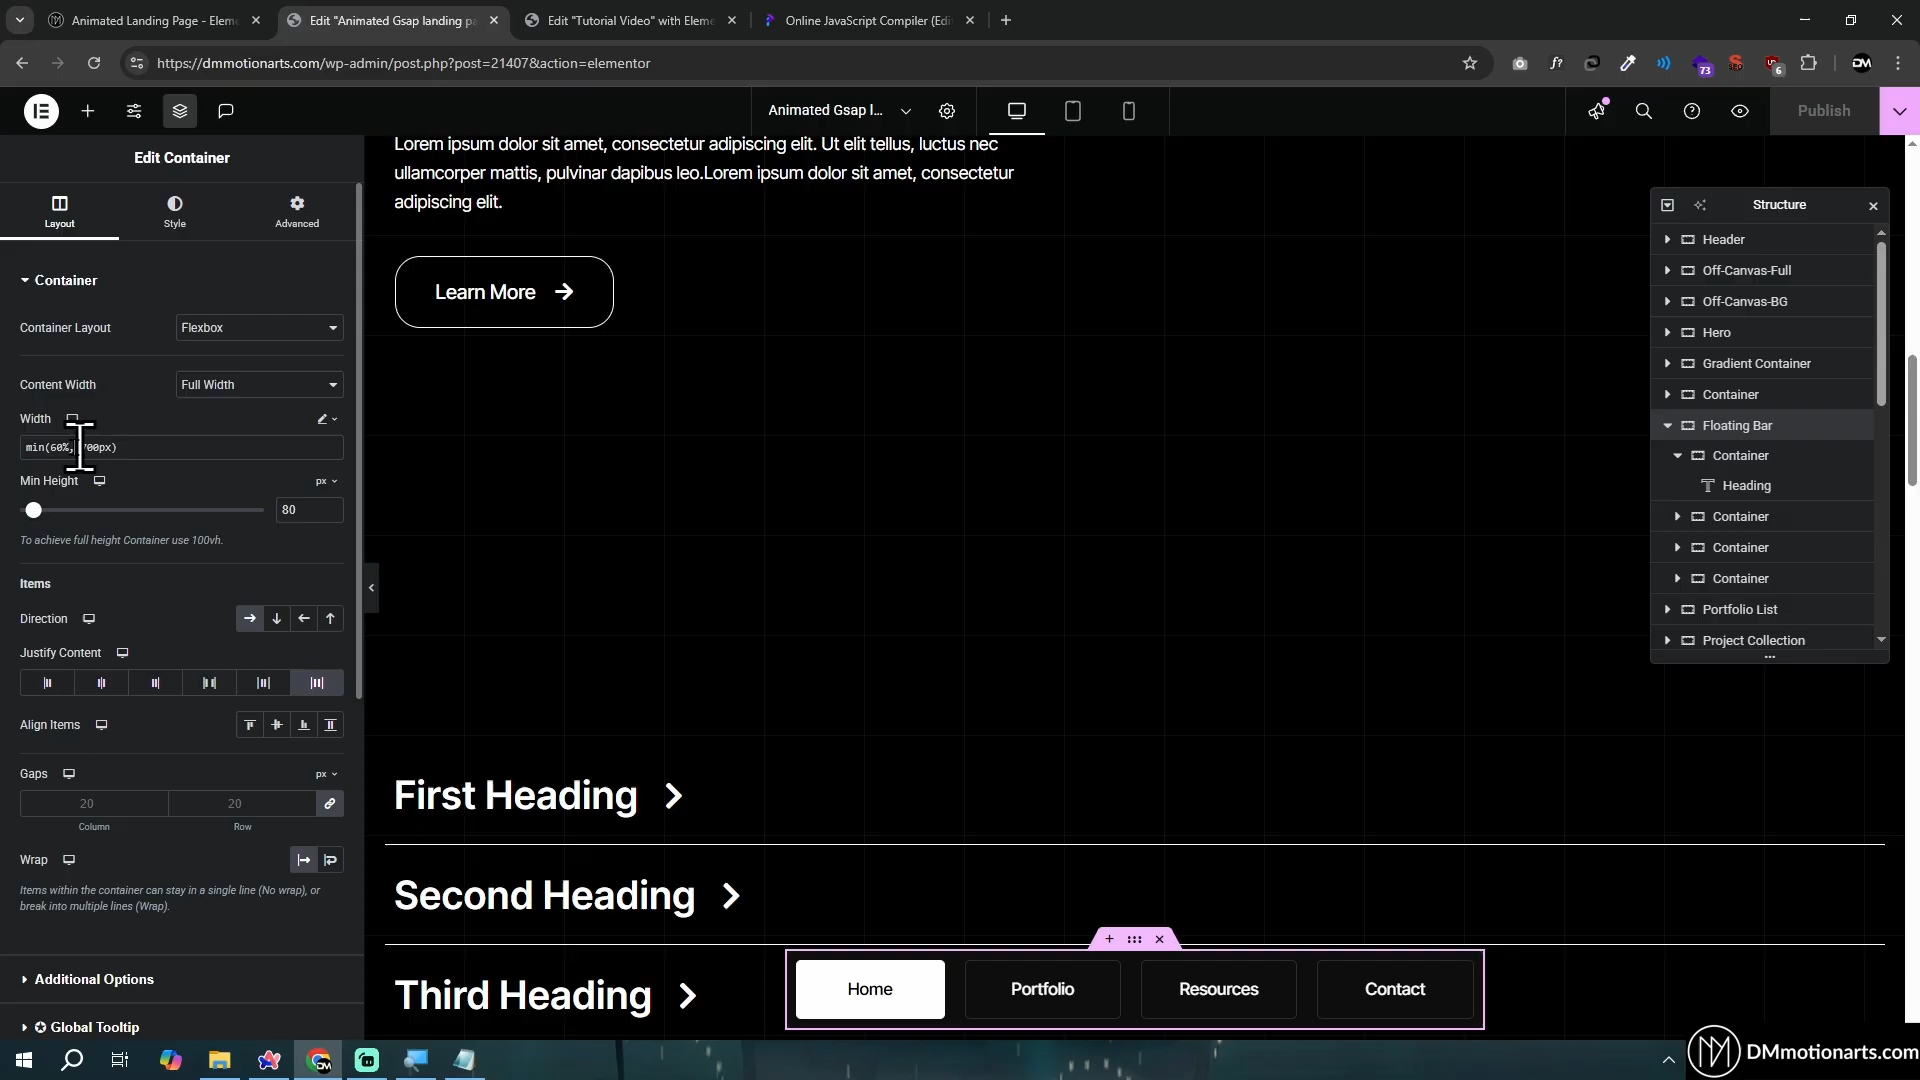 Animated Landing Page - Elem
Edit "Animated Gsap landing pa
Edit "Tutorial Video" with Eleme
Online JavaScript Compiler (Edi
https://dmmotionarts.com/wp-admin/post.php?post=21407&action=elementor
73
6
DM
Animated Gsap l...
Publish
Edit Container
Layout
Style
Advanced
Container
Container Layout
Flexbox
Content Width
Full Width
Width
min(60%, 700px)
Min Height
px
80
To achieve full height Container use 100vh.
Items
Direction
Justify Content
Align Items
Gaps
px
20
20
Column
Row
Wrap
Items within the container can stay in a single line (No wrap), or
break into multiple lines (Wrap).
Additional Options
Global Tooltip
Lorem ipsum dolor sit amet, consectetur adipiscing elit. Ut elit tellus, luctus nec
ullamcorper mattis, pulvinar dapibus leo.Lorem ipsum dolor sit amet, consectetur
adipiscing elit.
Learn More
First Heading
Second Heading
Third Heading
Home
Portfolio
Resources
Contact
Structure
Header
Off-Canvas-Full
Off-Canvas-BG
Hero
Gradient Container
Container
Floating Bar
Container
Heading
Container
Container
Container
Portfolio List
Project Collection
DMmotionarts.com